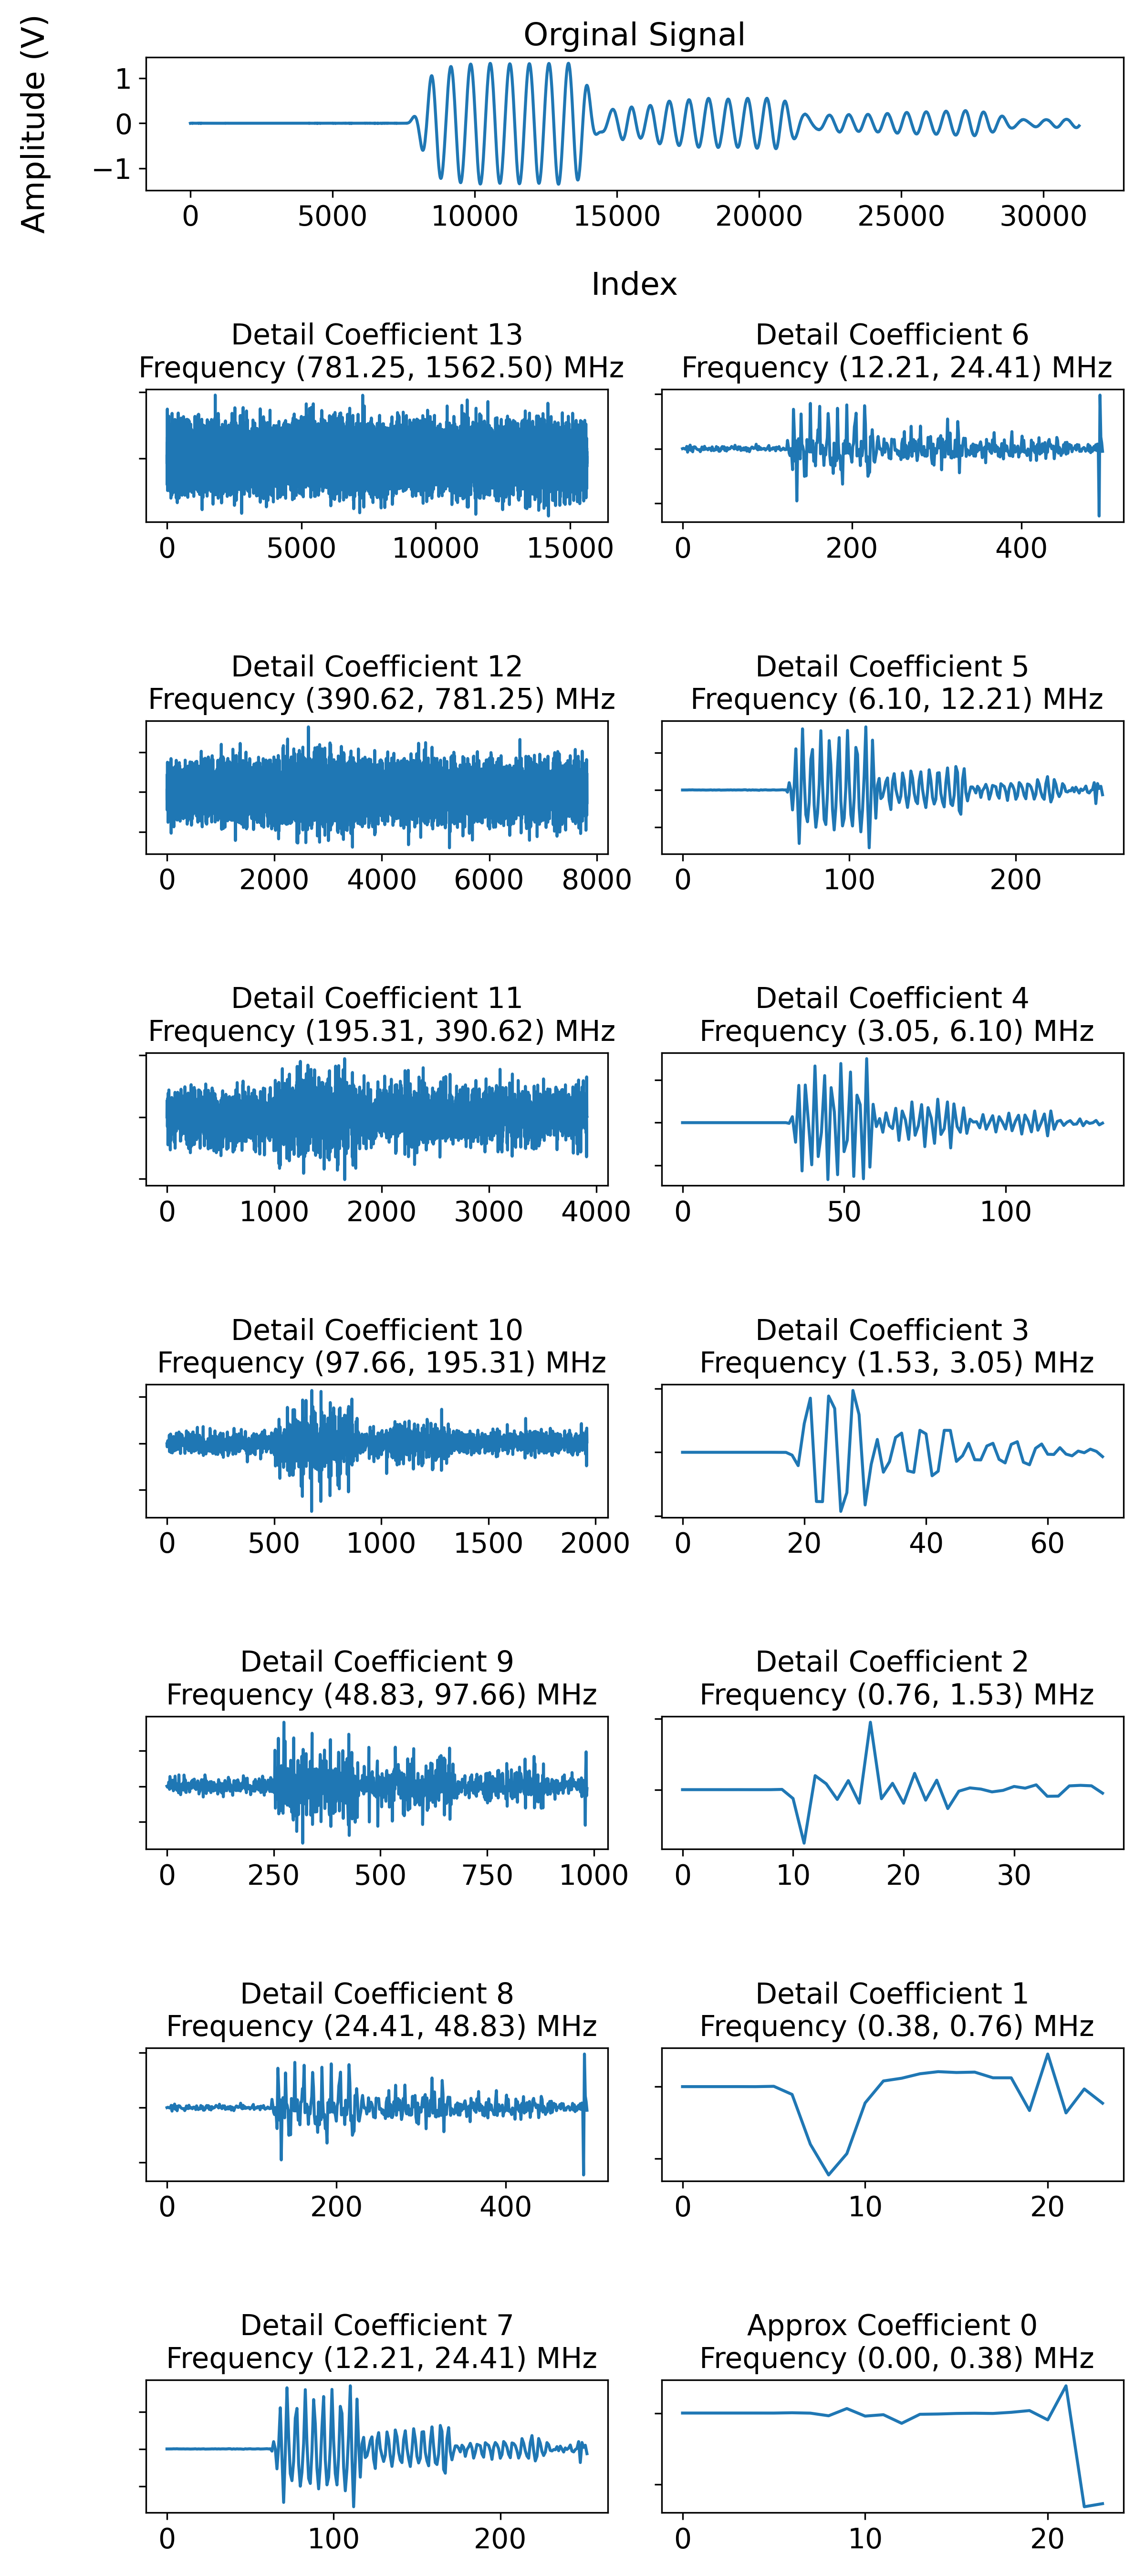 Orginal Signal
Amplitude (V)
1
0
−1
0 5000 10000 15000 20000 25000 30000
Index
Detail Coefficient 13
Frequency (781.25, 1562.50) MHz
0 5000 10000 15000
Detail Coefficient 6
Frequency (12.21, 24.41) MHz
0 200 400
Detail Coefficient 12
Frequency (390.62, 781.25) MHz
0 2000 4000 6000 8000
Detail Coefficient 5
Frequency (6.10, 12.21) MHz
0 100 200
Detail Coefficient 11
Frequency (195.31, 390.62) MHz
0 1000 2000 3000 4000
Detail Coefficient 4
Frequency (3.05, 6.10) MHz
0 50 100
Detail Coefficient 10
Frequency (97.66, 195.31) MHz
0 500 1000 1500 2000
Detail Coefficient 3
Frequency (1.53, 3.05) MHz
0 20 40 60
Detail Coefficient 9
Frequency (48.83, 97.66) MHz
0 250 500 750 1000
Detail Coefficient 2
Frequency (0.76, 1.53) MHz
0 10 20 30
Detail Coefficient 8
Frequency (24.41, 48.83) MHz
0 200 400
Detail Coefficient 1
Frequency (0.38, 0.76) MHz
0 10 20
Detail Coefficient 7
Frequency (12.21, 24.41) MHz
0 100 200
Approx Coefficient 0
Frequency (0.00, 0.38) MHz
0 10 20